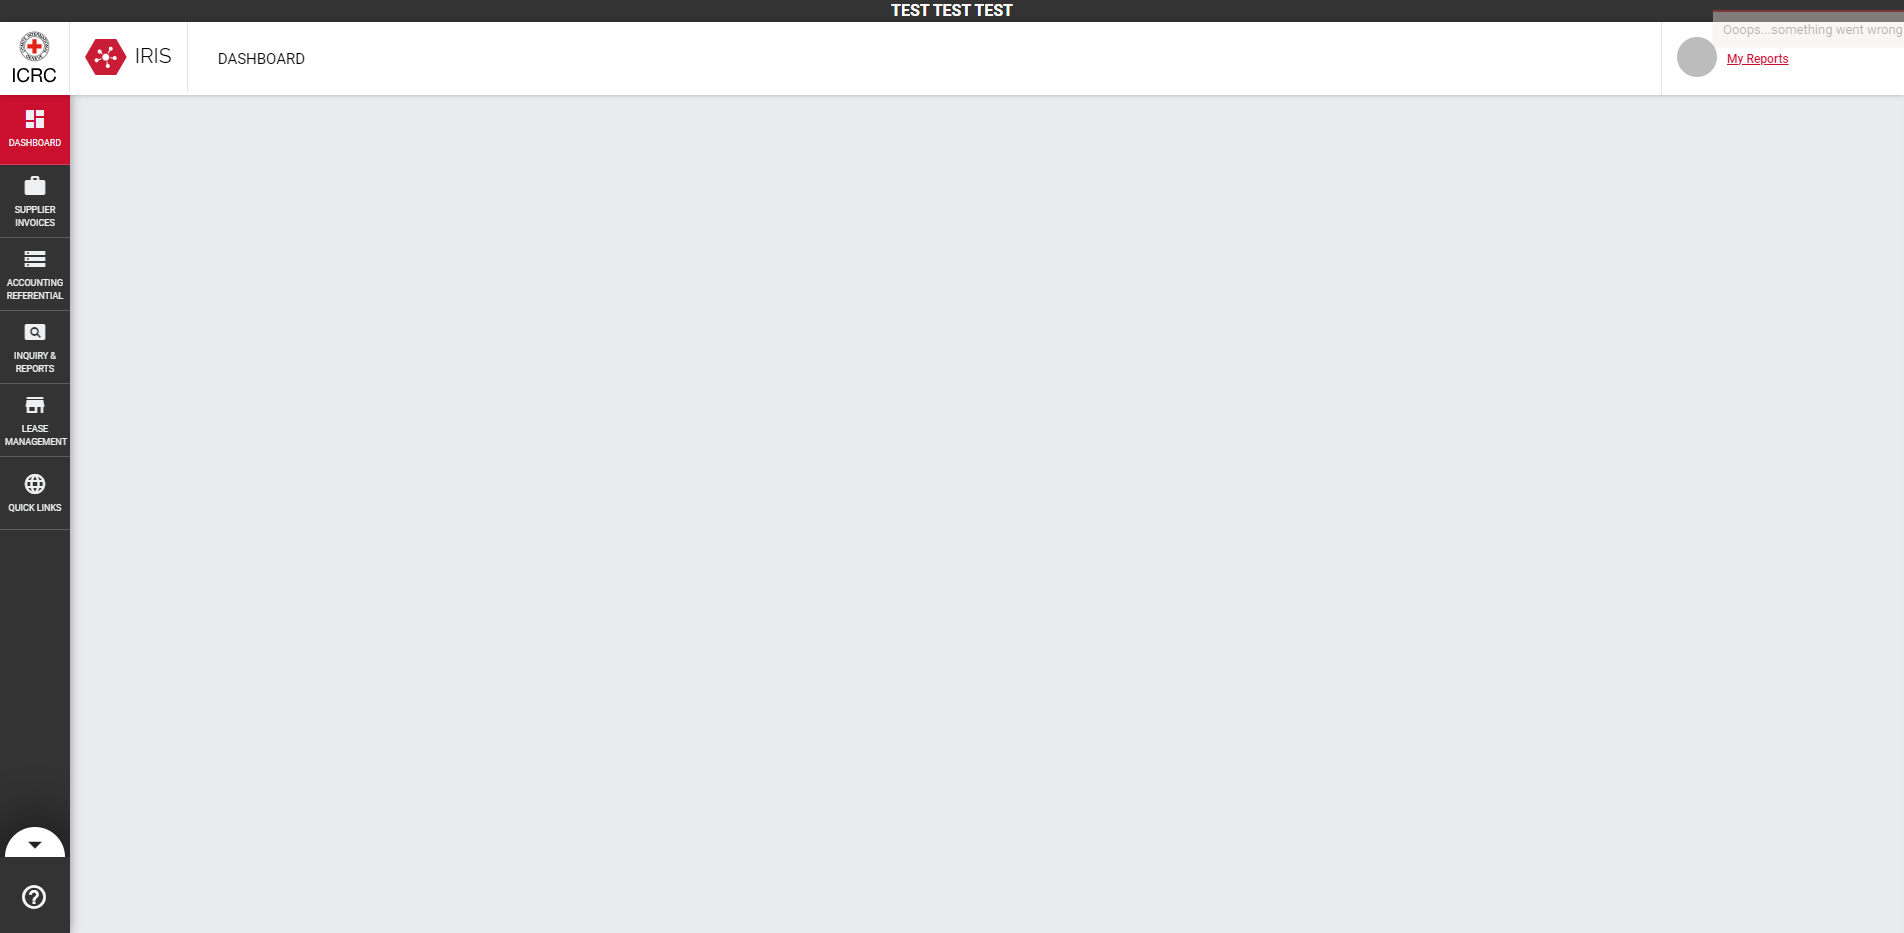 TEST TEST TEST
Ooops...something went wrong
ICRC
IRIS
DASHBOARD
My Reports
DASHBOARD
SUPPLIER
INVOICES
ACCOUNTING
REFERENTIAL
INQUIRY &
REPORTS
LEASE
MANAGEMENT
QUICK LINKS